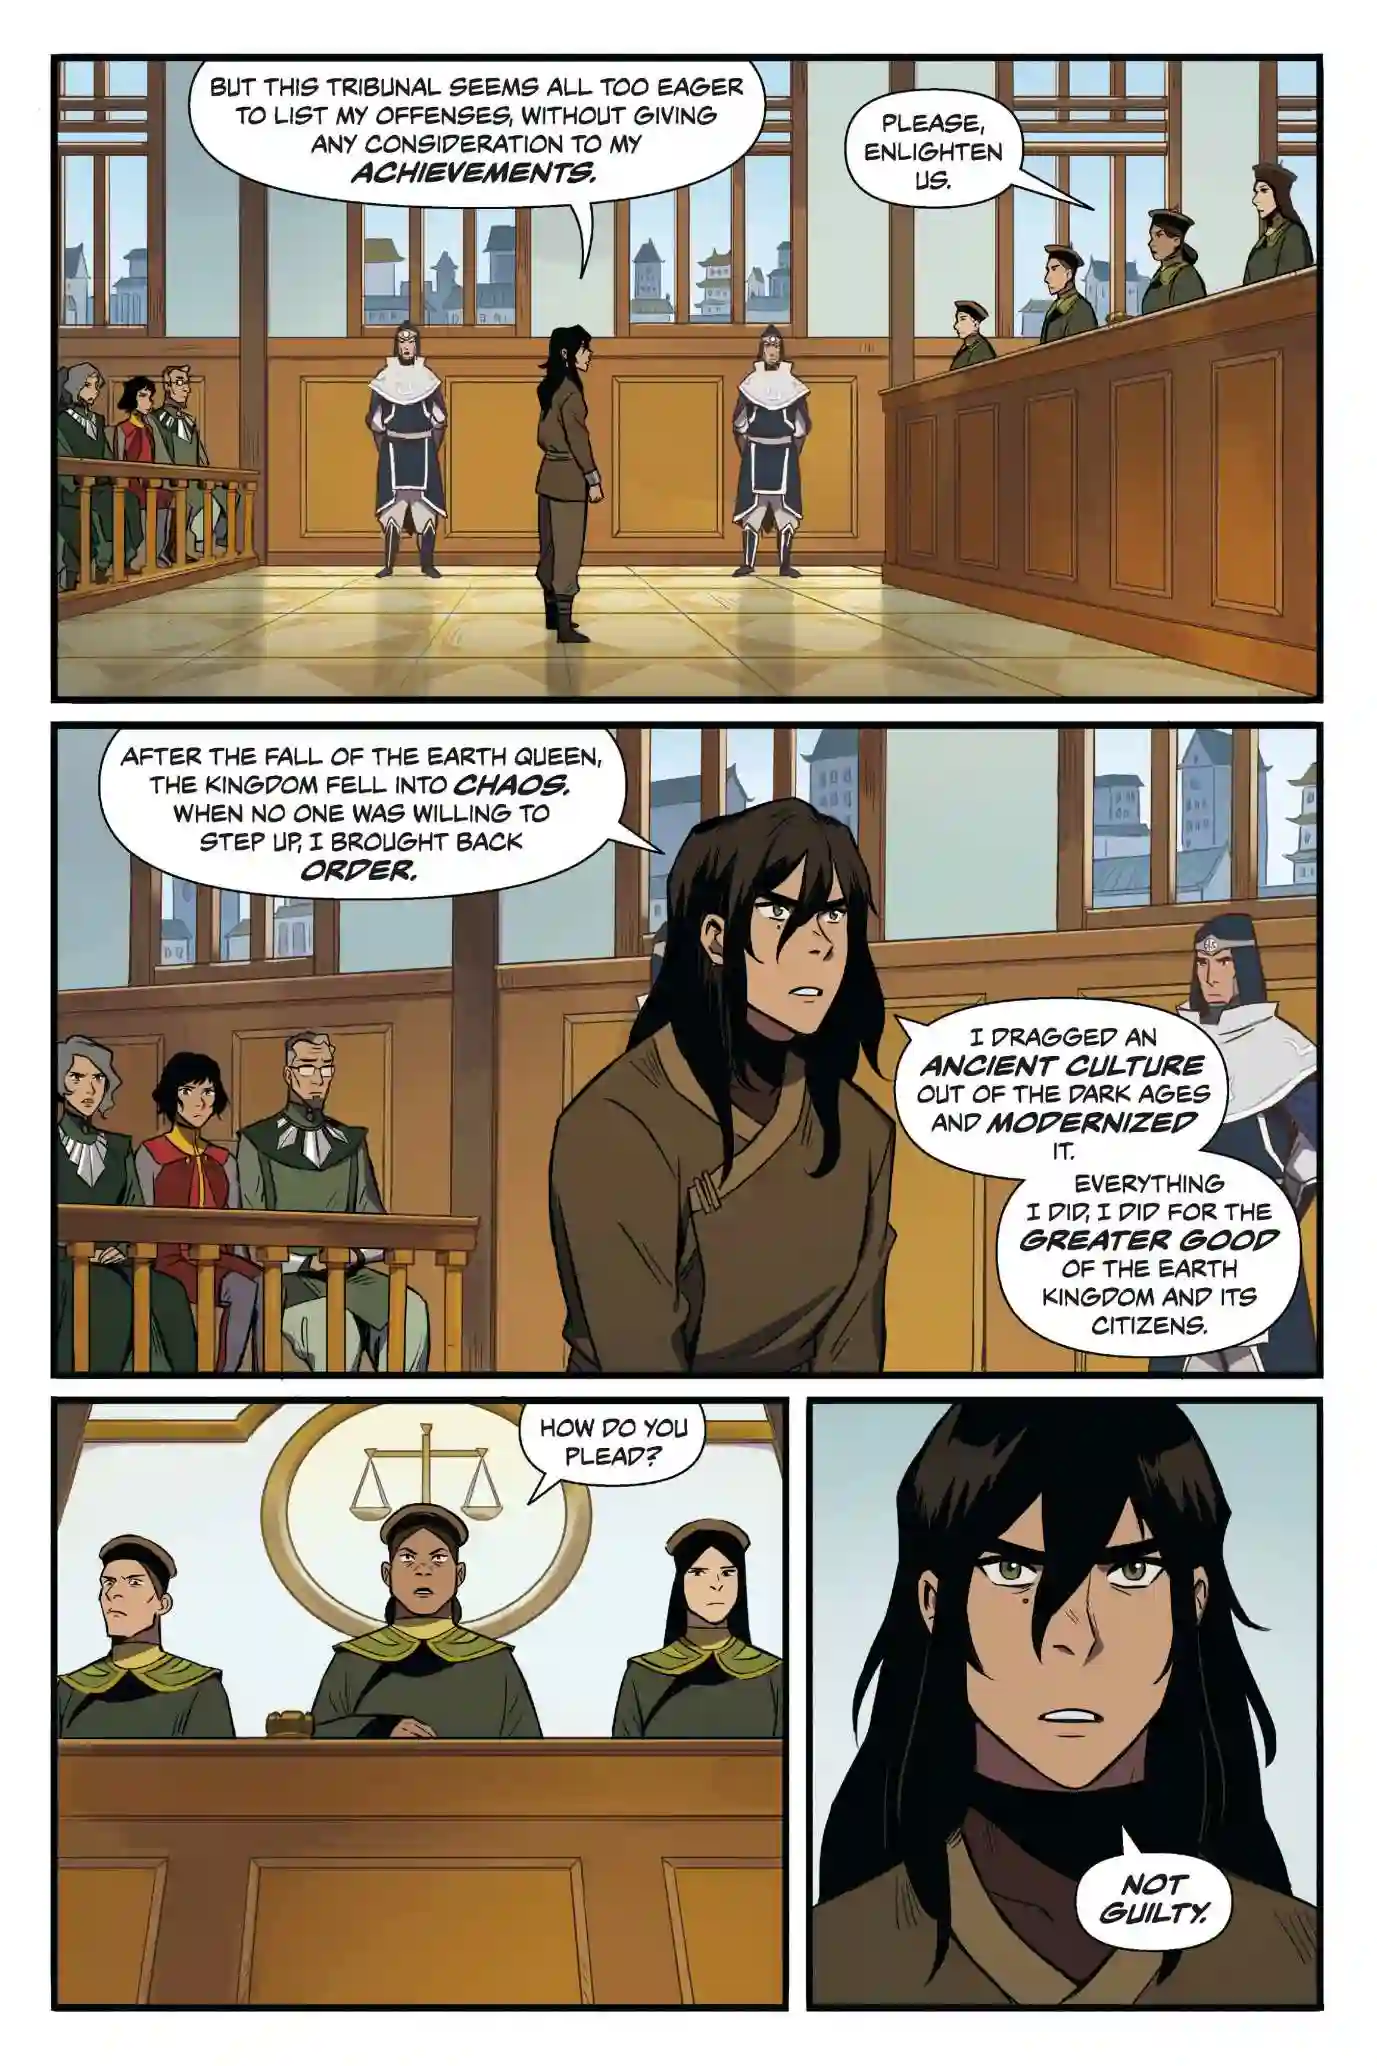 BUT THIS TRIBUNAL SEEMS ALL TOO EAGER
TO LIST MY OFFENSES, WITHOUT GIVING
ANY CONSIDERATION TO MY
ACHIEVEMENTS.
PLEASE,
ENLIGHTEN
US.
AFTER THE FALL OF THE EARTH QUEEN,
THE KINGDOM FELL INTO CHAOS.
WHEN NO ONE WAS WILLING TO
STEP UP, I BROUGHT BACK
ORDER.
I DRAGGED AN
ANCIENT CULTURE
OUT OF THE DARK AGES
AND MODERNIZED
IT.
EVERYTHING
I DID, I DID FOR THE
GREATER GOOD
OF THE EARTH
KINGDOM AND ITS
CITIZENS.
HOW DO YOU
PLEAD?
NOT
GUILTY.